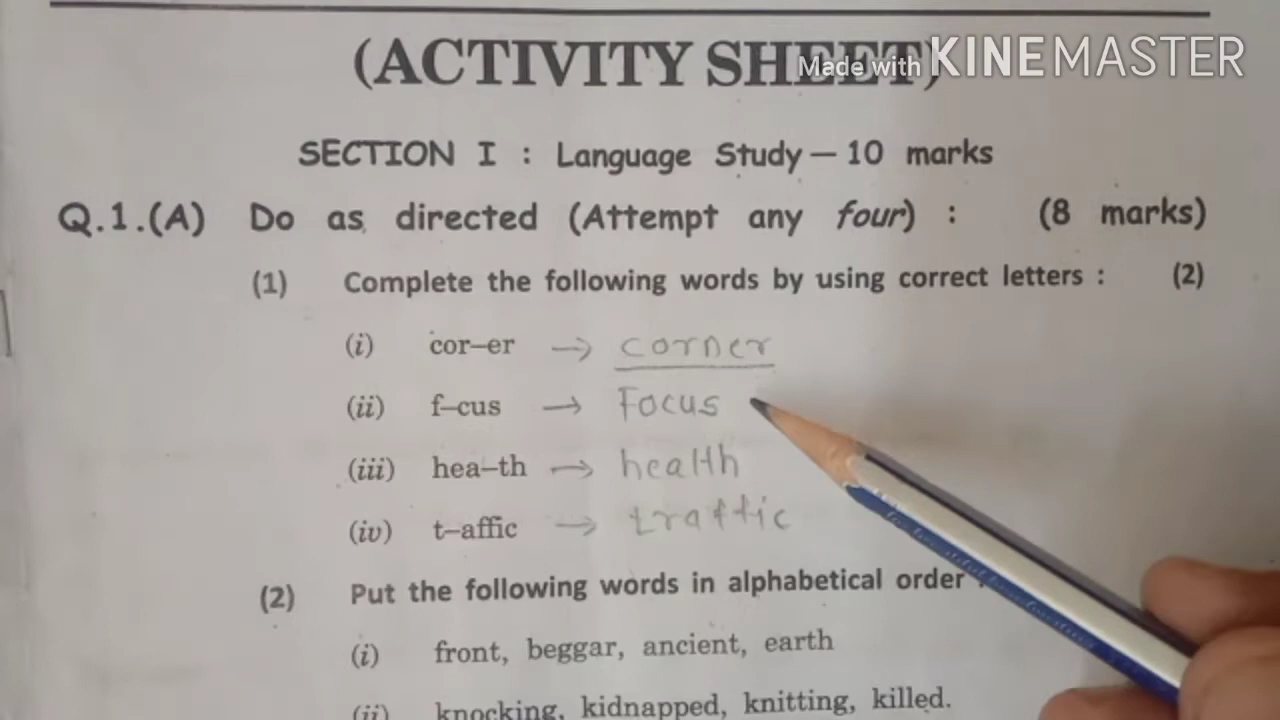 (ACTIVITY SHEET)
Made with KINEMASTER
SECTION I : Language Study — 10 marks
Q.1.(A) Do as directed (Attempt any four) : (8 marks)
(1) Complete the following words by using correct letters : (2)
(i) cor–er → corner
(ii) f–cus → Focus
(iii) hea–th → health
(iv) t–affic → traffic
(2) Put the following words in alphabetical order
(i) front, beggar, ancient, earth
(ii) knocking, kidnapped, knitting, killed.